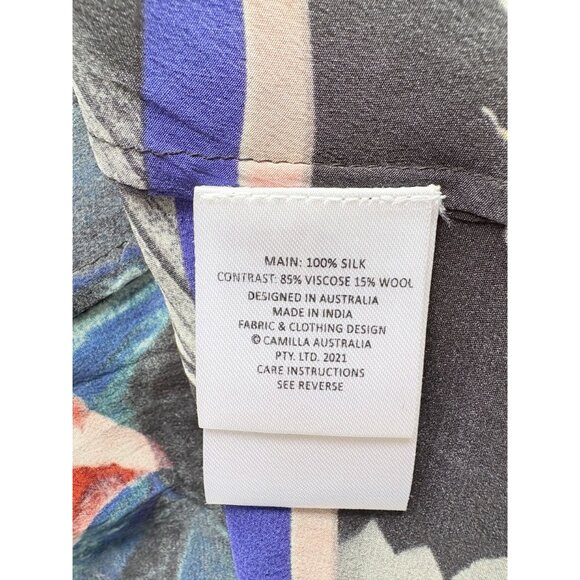 MAIN: 100% SILK
CONTRAST: 85% VISCOSE 15% WOOL
DESIGNED IN AUSTRALIA
MADE IN INDIA
FABRIC & CLOTHING DESIGN
© CAMILLA AUSTRALIA
PTY. LTD. 2021
CARE INSTRUCTIONS
SEE REVERSE